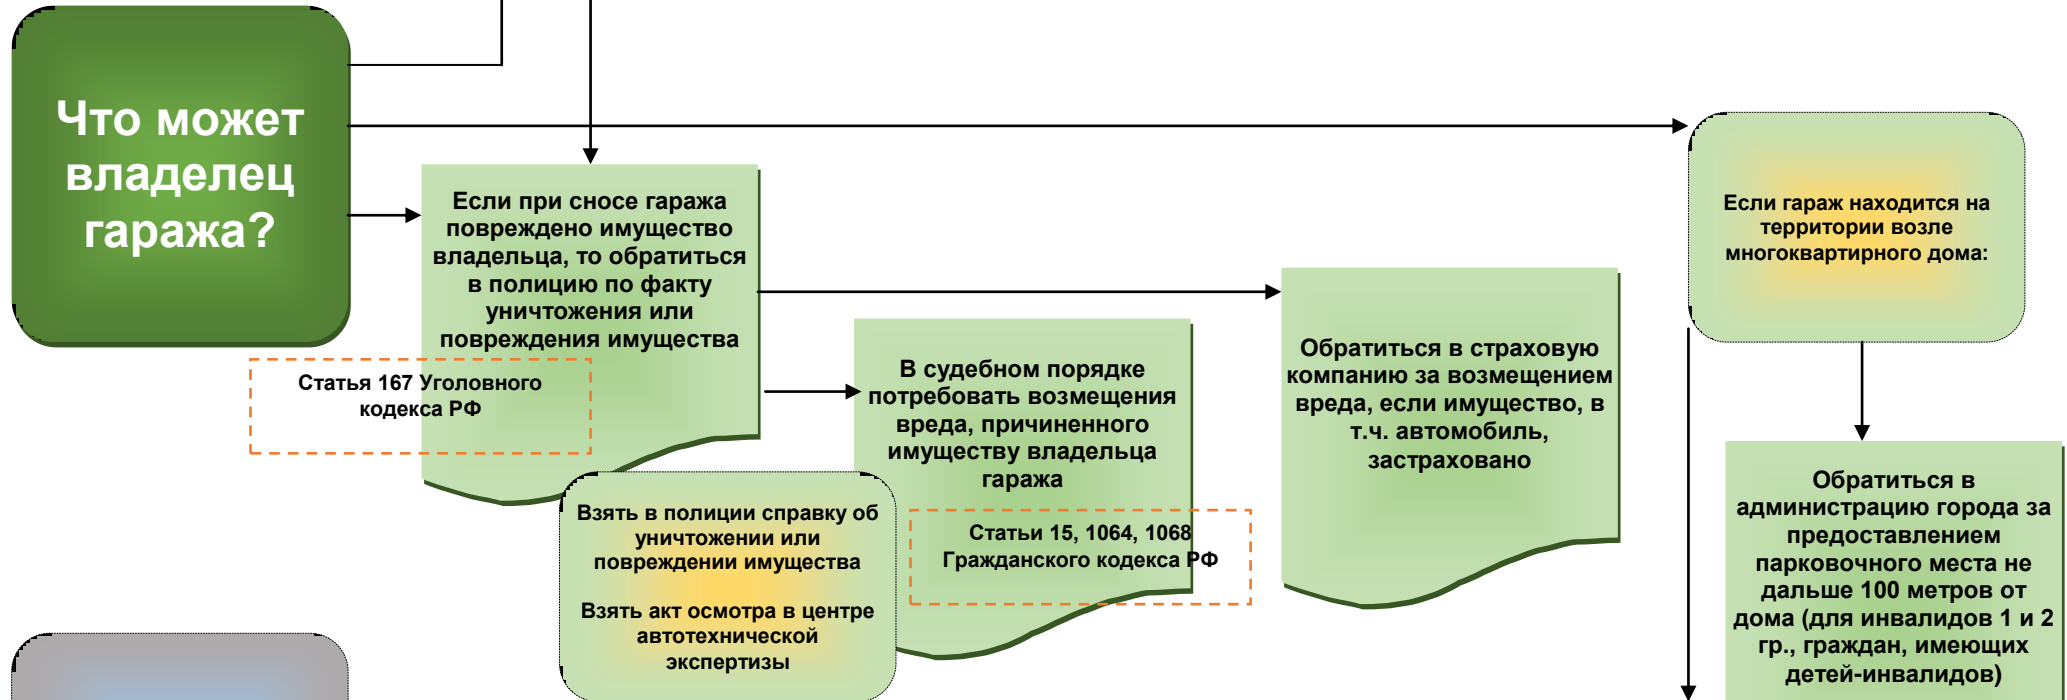 Что может
владелец
гаража?
Если при сносе гаража
повреждено имущество
владельца, то обратиться
в полицию по факту
уничтожения или
повреждения имущества
Статья 167 Уголовного
кодекса РФ
Взять в полиции справку об
уничтожении или
повреждении имущества
Взять акт осмотра в центре
автотехнической
экспертизы
В судебном порядке
потребовать возмещения
вреда, причиненного
имуществу владельца
гаража
Статьи 15, 1064, 1068
Гражданского кодекса РФ
Обратиться в страховую
компанию за возмещением
вреда, если имущество, в
т.ч. автомобиль,
застраховано
Если гараж находится на
территории возле
многоквартирного дома:
Обратиться в
администрацию города за
предоставлением
парковочного места не
дальше 100 метров от
дома (для инвалидов 1 и 2
гр., граждан, имеющих
детей-инвалидов)